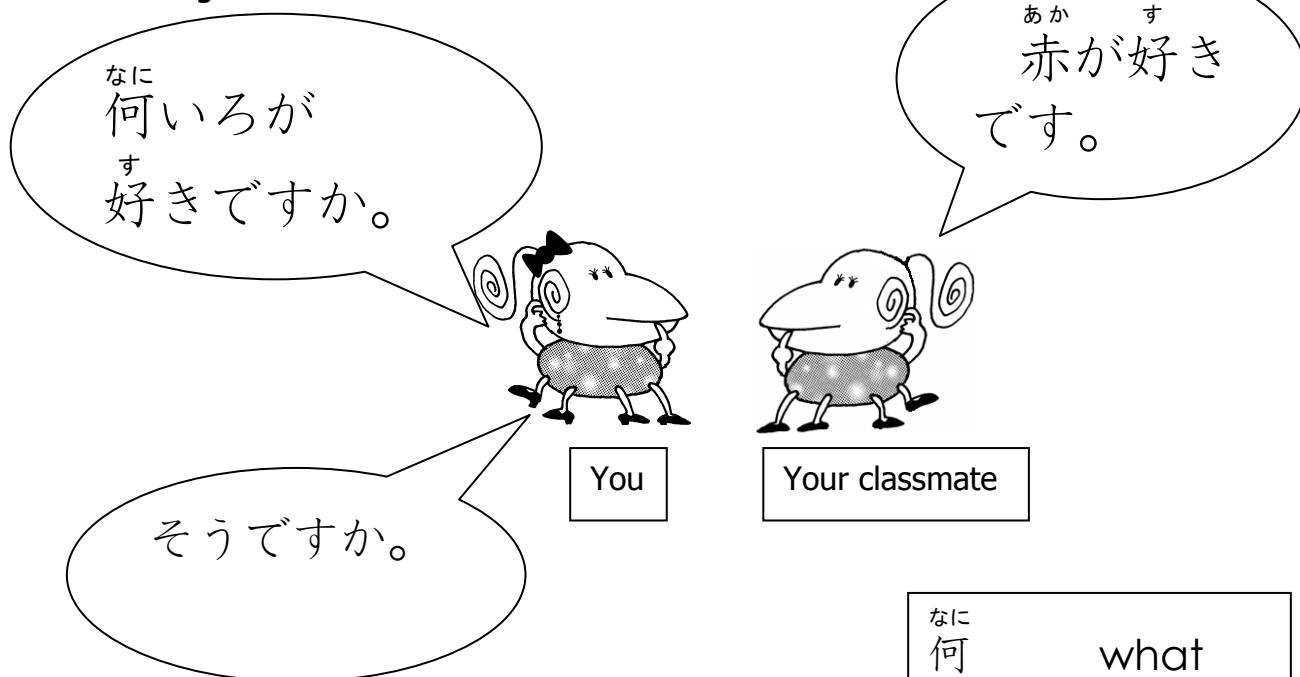 なに
何いろが
す
好きですか。
あか す
赤が好き
です。
You
Your classmate
そうですか。
なに
何 what